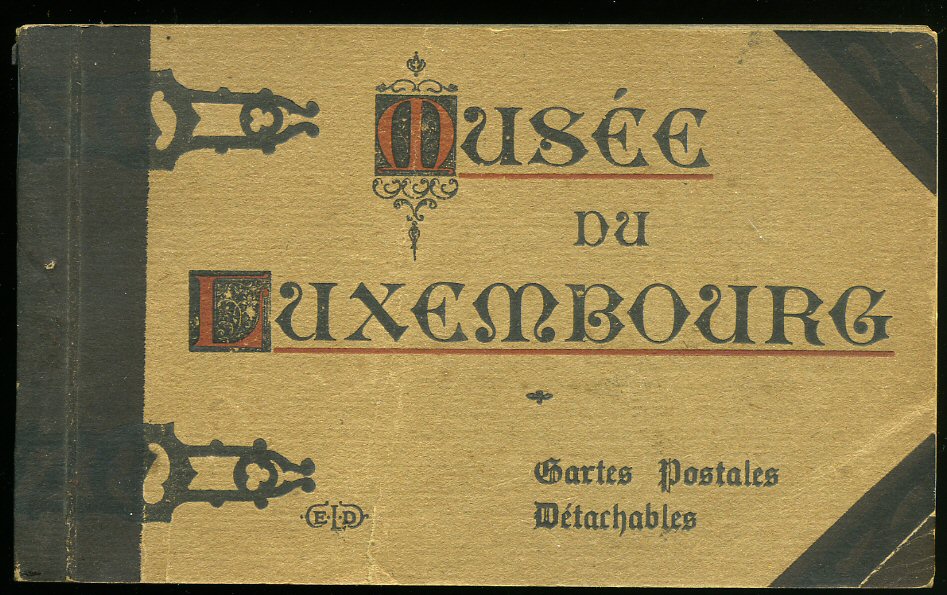 MUSÉE
DU
LUXEMBOURG
Cartes Postales
Détachables
E.L.D